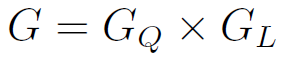 G = G_Q × G_L